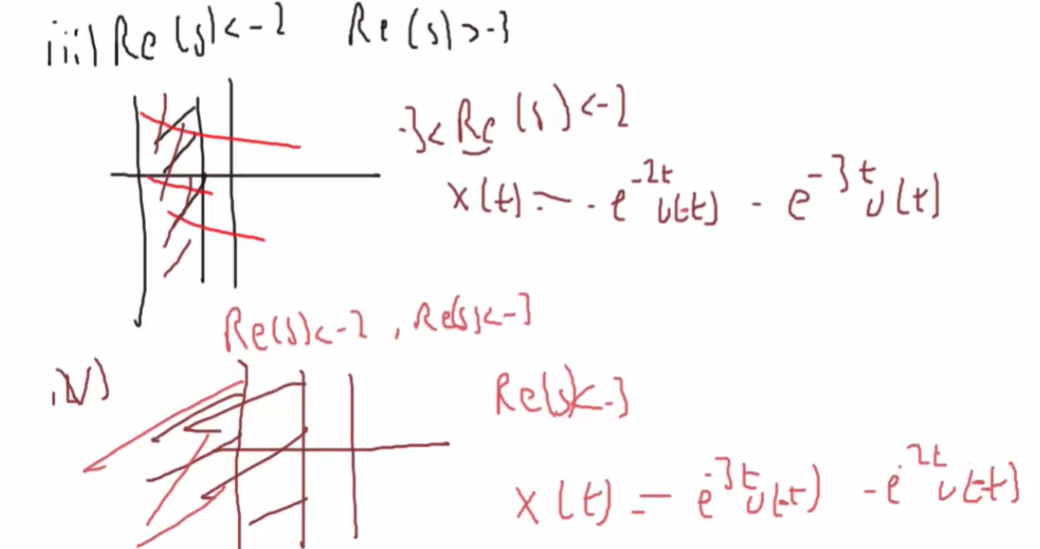 iii) Re(s)<-2 Re(s)>-3
-3<Re(s)<-2
x(t) = -e^-2t u(-t) - e^-3t u(t)
Re(s)<-2, Re(s)<-3
iv)
Re(s)<-3
x(t) = e^-3t u(-t) - e^-2t u(-t)